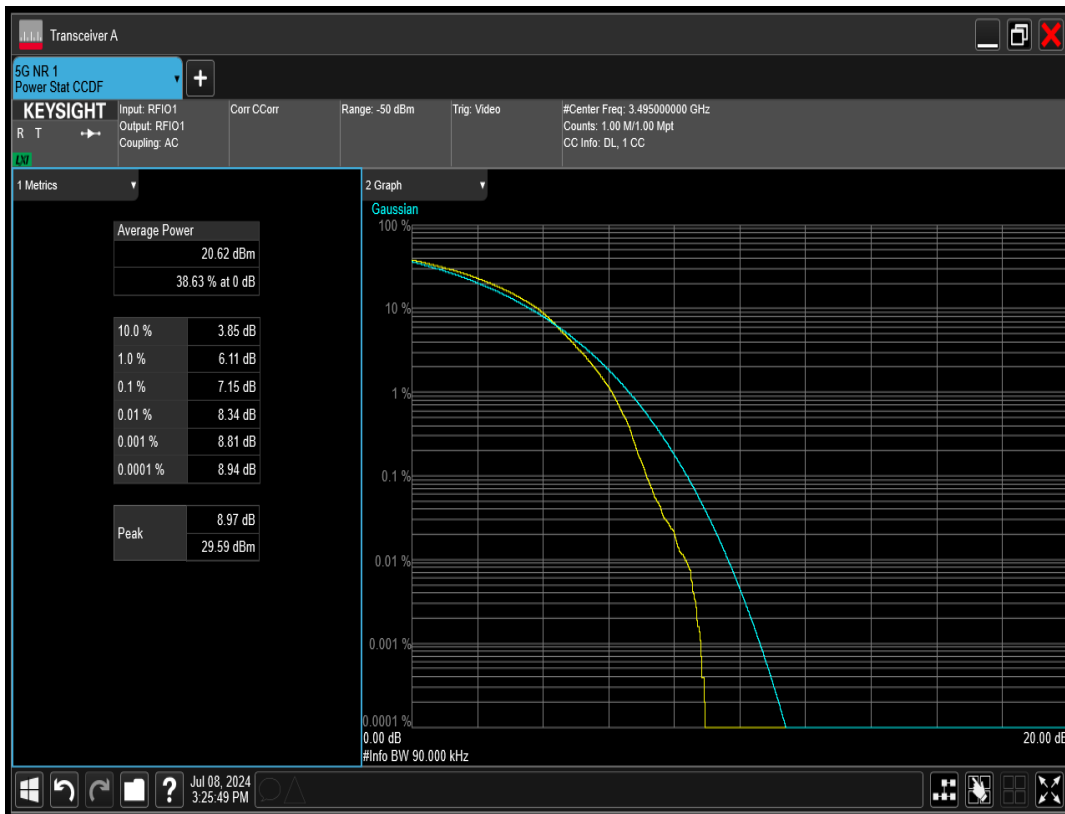 Transceiver A
5G NR 1
Power Stat CCDF
+
KEYSIGHT
R T
LXI
Input: RFIO1
Output: RFIO1
Coupling: AC
Corr CCorr
Range: -50 dBm
Trig: Video
#Center Freq: 3.495000000 GHz
Counts: 1.00 M/1.00 Mpt
CC Info: DL, 1 CC
1 Metrics
Average Power
20.62 dBm
38.63 % at 0 dB
10.0 % 3.85 dB
1.0 % 6.11 dB
0.1 % 7.15 dB
0.01 % 8.34 dB
0.001 % 8.81 dB
0.0001 % 8.94 dB
Peak 8.97 dB
29.59 dBm
2 Graph
Gaussian
100 %
10 %
1 %
0.1 %
0.01 %
0.001 %
0.0001 %
0.00 dB 20.00 dB
#Info BW 90.000 kHz
?
Jul 08, 2024
3:25:49 PM